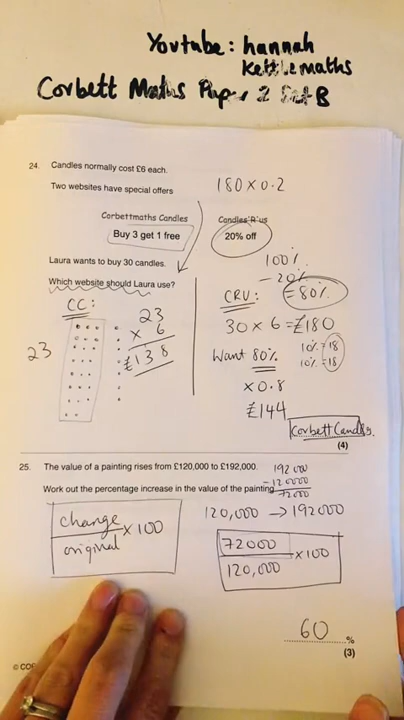 Youtube: hannah
Kettlemaths
Corbett Maths Paper 2 Set B
24. Candles normally cost £6 each.
Two websites have special offers
180 x 0.2
Corbettmaths Candles
Buy 3 get 1 free
Candles 'R' us
20% off
Laura wants to buy 30 candles.
Which website should Laura use?
100%
- 20%
= 80%
CC:
23
23
x 6
£138
CRU:
30 x 6 = £180
Want 80%
10% = 18
10% = 18
x 0.8
£144
Corbett Candles.
(4)
25. The value of a painting rises from £120,000 to £192,000.
Work out the percentage increase in the value of the painting
192000
- 120000
72000
120,000 → 192000
change
original
x 100
72000
120,000
x 100
60 %
(3)